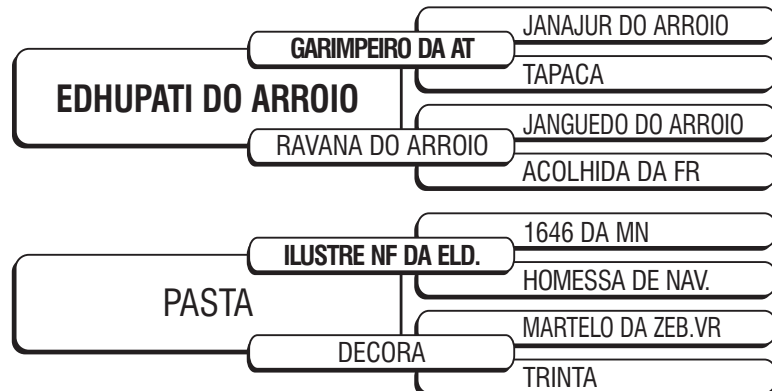 JANAJUR DO ARROIO
GARIMPEIRO DA AT
TAPACA
EDHUPATI DO ARROIO
JANGUEDO DO ARROIO
RAVANA DO ARROIO
ACOLHIDA DA FR
1646 DA MN
ILUSTRE NF DA ELD.
HOMESSA DE NAV.
PASTA
MARTELO DA ZEB.VR
DECORA
TRINTA